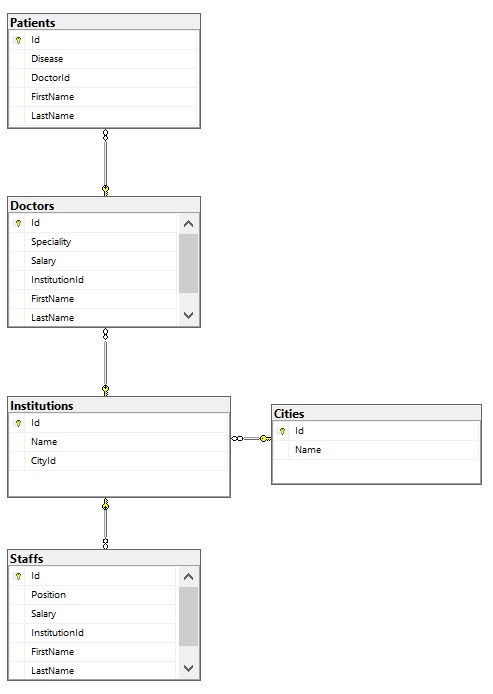 Patients
Id
Disease
DoctorId
FirstName
LastName
Doctors
Id
Speciality
Salary
InstitutionId
FirstName
LastName
Institutions
Id
Name
CityId
Cities
Id
Name
Staffs
Id
Position
Salary
InstitutionId
FirstName
LastName